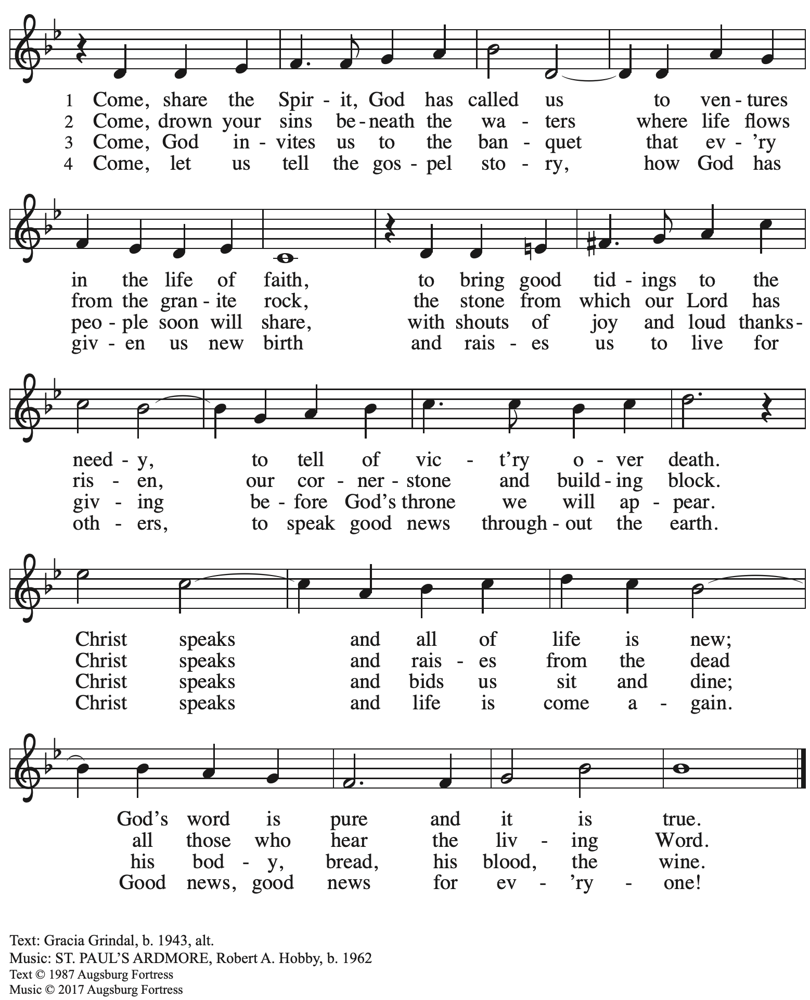 1 Come, share the Spir - it, God has called us to ven - tures
2 Come, drown your sins be - neath the wa - ters where life flows
3 Come, God in - vites us to the ban - quet that ev - ’ry
4 Come, let us tell the gos - pel sto - ry, how God has
in the life of faith, to bring good tid - ings to the
from the gran - ite rock, the stone from which our Lord has
peo - ple soon will share, with shouts of joy and loud thanks -
giv - en us new birth and rais - es us to live for
need - y, to tell of vic - t’ry o - ver death.
ris - en, our cor - ner - stone and build - ing block.
giv - ing be - fore God’s throne we will ap - pear.
oth - ers, to speak good news through - out the earth.
Christ speaks and all of life is new;
Christ speaks and rais - es from the dead
Christ speaks and bids us sit and dine;
Christ speaks and life is come a - gain.
God’s word is pure and it is true.
all those who hear the liv - ing Word.
his bod - y, bread, his blood, the wine.
Good news, good news for ev - ’ry - one!
Text: Gracia Grindal, b. 1943, alt.
Music: ST. PAUL’S ARDMORE, Robert A. Hobby, b. 1962
Text © 1987 Augsburg Fortress
Music © 2017 Augsburg Fortress